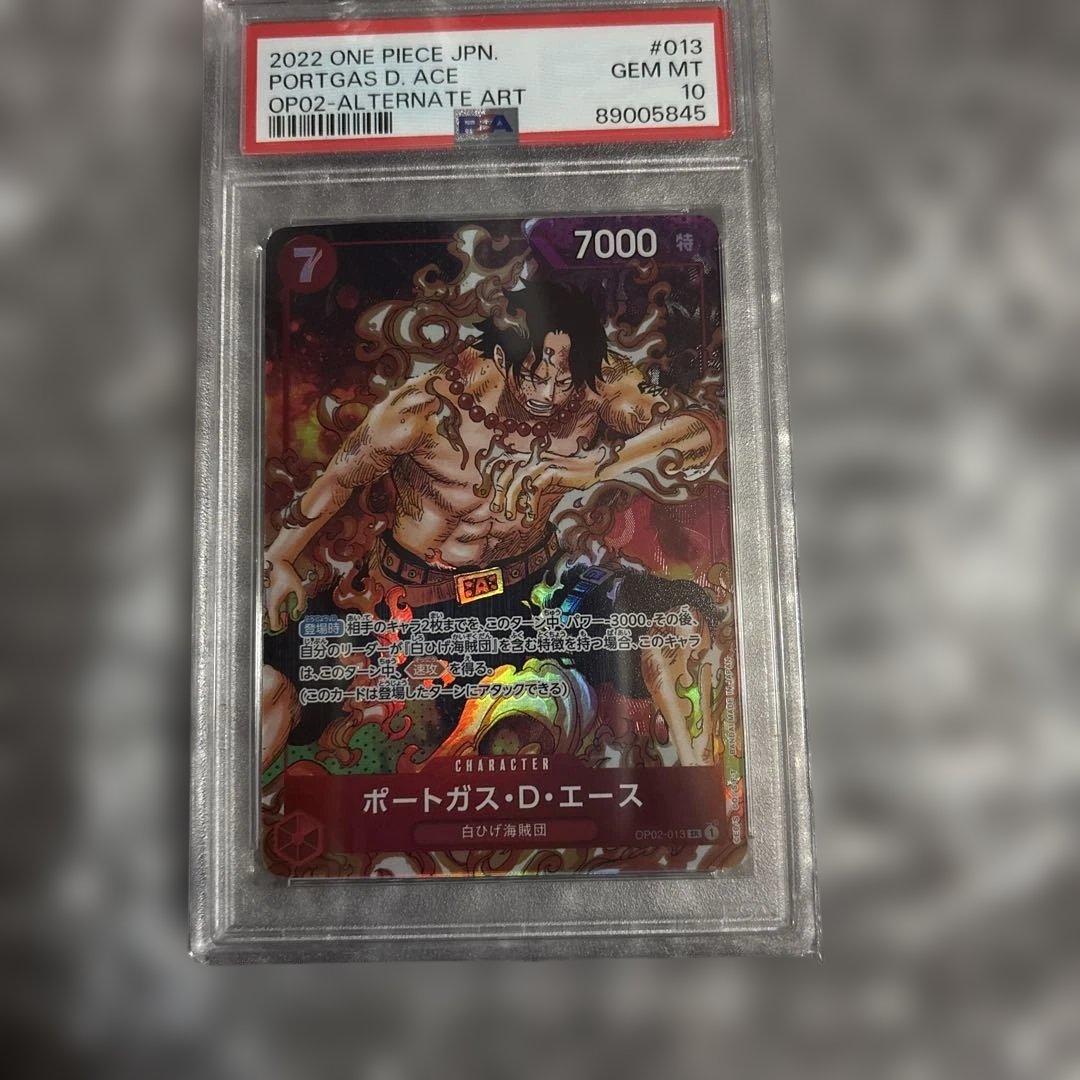 2022 ONE PIECE JPN.
#013
PORTGAS D. ACE
GEM MT
OP02-ALTERNATE ART
10
PSA
89005845
7
7000 特
登場時 相手のキャラ2枚までを、このターン中、パワー-3000。その後、
自分のリーダーが『白ひげ海賊団』を含む特徴を持つ場合、このキャラ
は、このターン中、速攻を得る。
(このカードは登場したターンにアタックできる)
CHARACTER
ポートガス・D・エース
白ひげ海賊団
OP02-013 SR 1